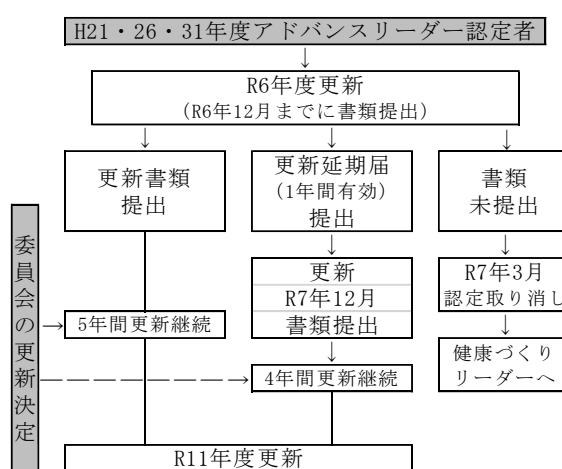 H21・26・31年度アドバンスリーダー認定者
↓
R6年度更新
(R6年12月までに書類提出)
↓ ↓ ↓
更新書類
提出
更新延期届
(1年間有効)
提出
書類
未提出
↓ ↓
更新
R7年12月
書類提出
R7年3月
認定取り消し
委員会の更新決定
→
5年間更新継続
↓ ↓
4年間更新継続
健康づくり
リーダーへ
R11年度更新